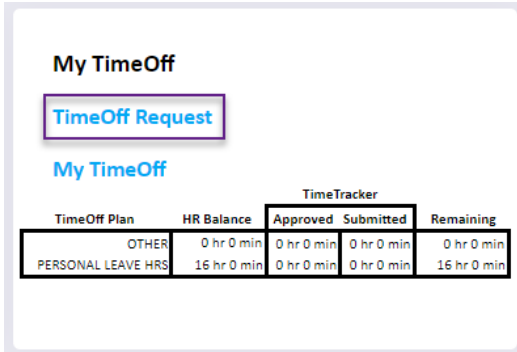 My TimeOff
TimeOff Request
My TimeOff
TimeTracker
TimeOff Plan HR Balance Approved Submitted Remaining
OTHER 0 hr 0 min 0 hr 0 min 0 hr 0 min 0 hr 0 min
PERSONAL LEAVE HRS 16 hr 0 min 0 hr 0 min 0 hr 0 min 16 hr 0 min